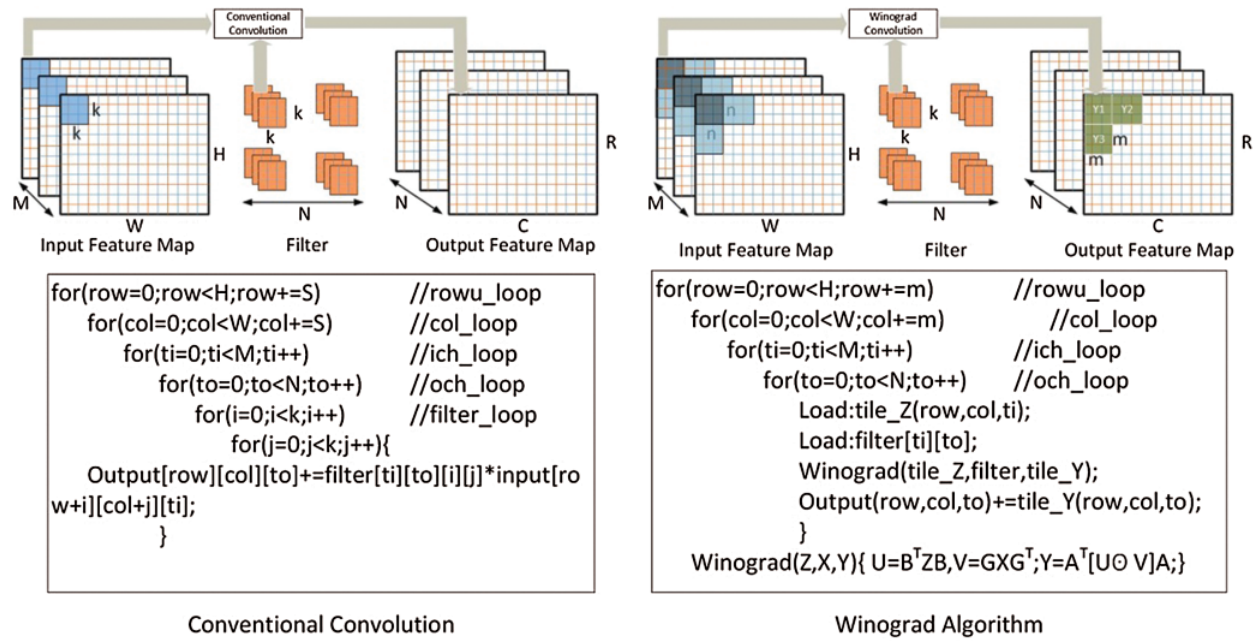 Conventional
Convolution
k
k
H
M
W
Input Feature Map
k
k
N
Filter
R
N
C
Output Feature Map
for(row=0;row<H;row+=S) //rowu_loop
for(col=0;col<W;col+=S) //col_loop
for(ti=0;ti<M;ti++) //ich_loop
for(to=0;to<N;to++) //och_loop
for(i=0;i<k;i++) //filter_loop
for(j=0;j<k;j++){
Output[row][col][to]+=filter[ti][to][i][j]*input[ro
w+i][col+j][ti];
}
Conventional Convolution
Winograd
Convolution
n
n
H
M
W
Input Feature Map
k
k
N
Filter
Y1 Y2
Y3 m
m
R
N
C
Output Feature Map
for(row=0;row<H;row+=m) //rowu_loop
for(col=0;col<W;col+=m) //col_loop
for(ti=0;ti<M;ti++) //ich_loop
for(to=0;to<N;to++) //och_loop
Load:tile_Z(row,col,ti);
Load:filter[ti][to];
Winograd(tile_Z,filter,tile_Y);
Output(row,col,to)+=tile_Y(row,col,to);
}
Winograd(Z,X,Y){ U=BᵀZB,V=GXGᵀ;Y=Aᵀ[U⊙ V]A;}
Winograd Algorithm